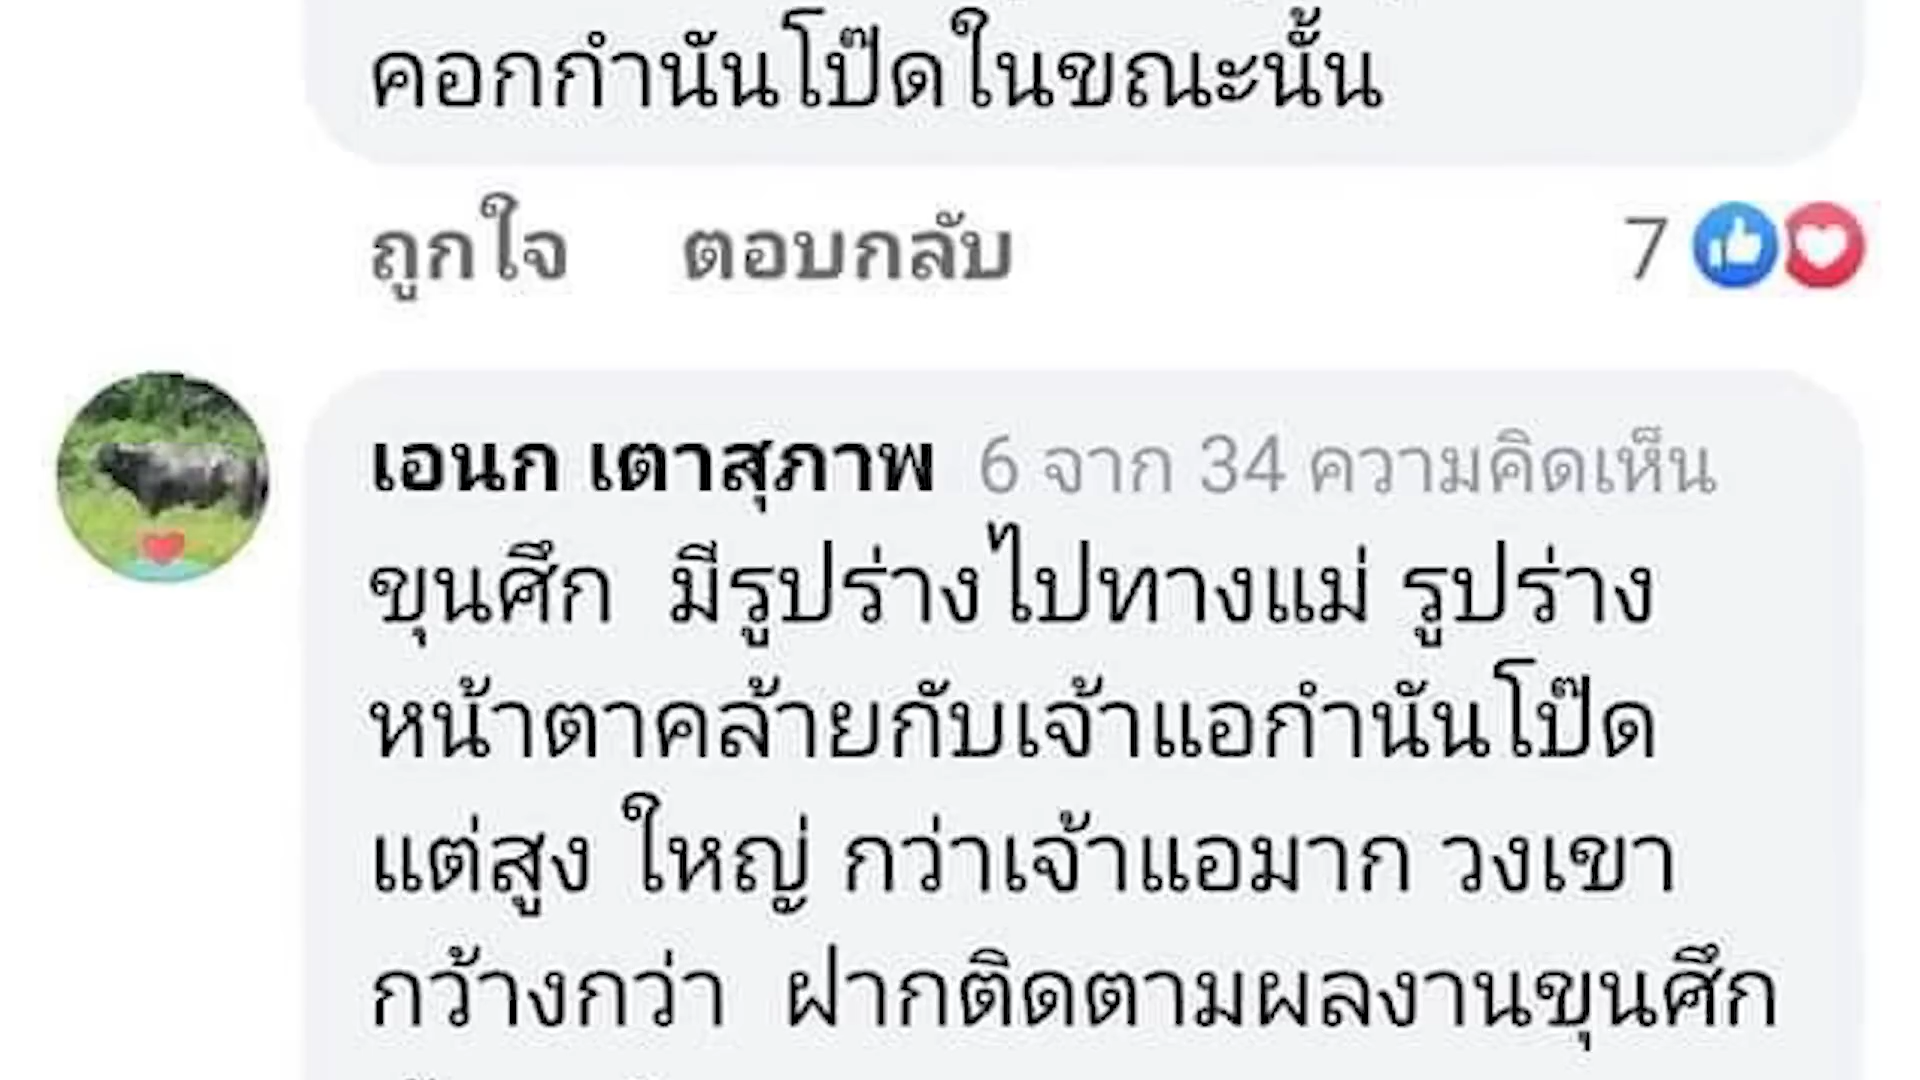 คอกกำนันโป๊ดในขณะนั้น
ถูกใจ ตอบกลับ 7
เอนก เตาสุภาพ 6 จาก 34 ความคิดเห็น
ขุนศึก มีรูปร่างไปทางแม่ รูปร่าง
หน้าตาคล้ายกับเจ้าแอกำนันโป๊ด
แต่สูง ใหญ่ กว่าเจ้าแอมาก วงเขา
กว้างกว่า ฝากติดตามผลงานขุนศึก